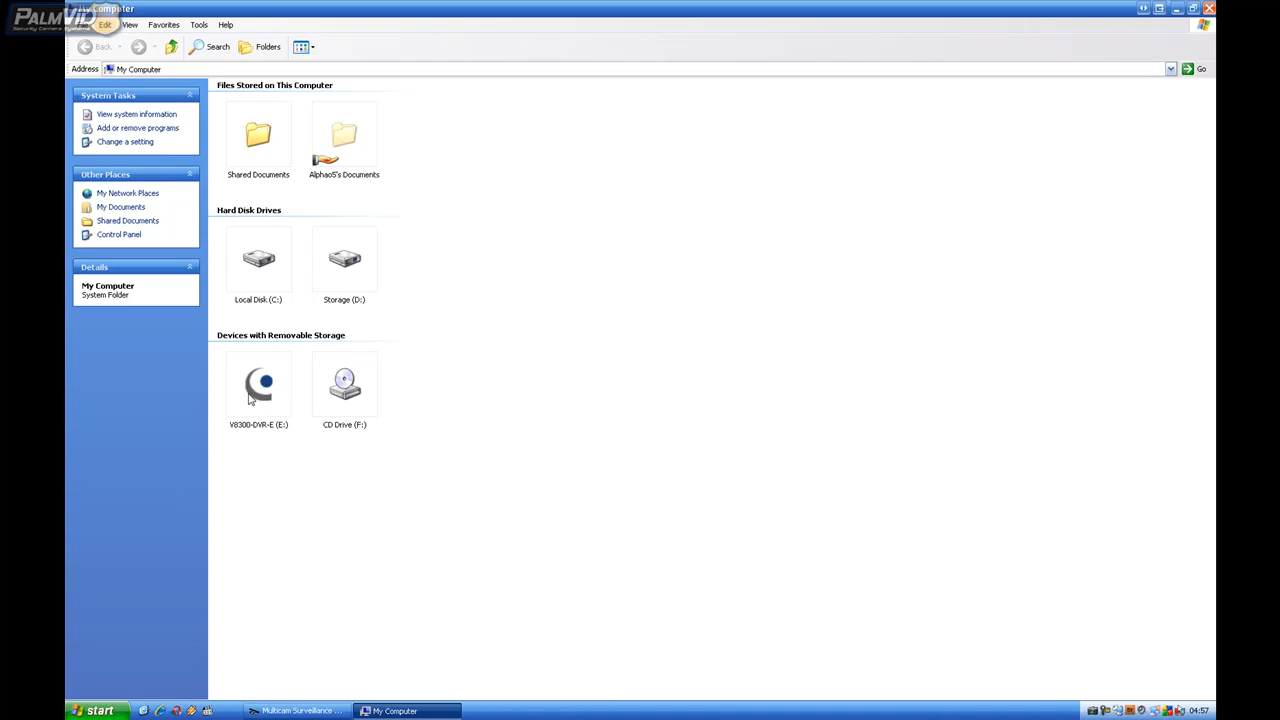 PALMVID
Security Camera Systems
My Computer
Edit View Favorites Tools Help
Back Search Folders
Address My Computer Go
System Tasks
View system information
Add or remove programs
Change a setting
Other Places
My Network Places
My Documents
Shared Documents
Control Panel
Details
My Computer
System Folder
Files Stored on This Computer
Shared Documents Alphao5's Documents
Hard Disk Drives
Local Disk (C:) Storage (D:)
Devices with Removable Storage
V8300-DVR-E (E:) CD Drive (F:)
start Multicam Surveillance ... My Computer 04:57